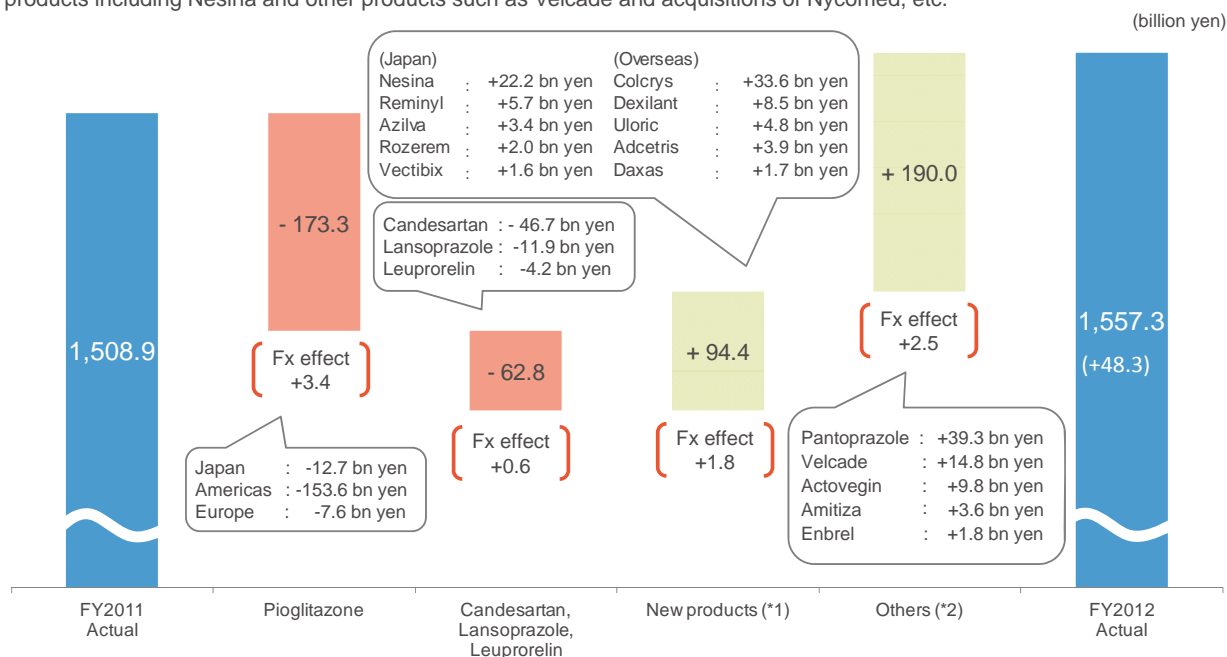 products including Nesina and other products such as Velcade and acquisitions of Nycomed, etc.
(billion yen)
(Japan) (Overseas)
Nesina : +22.2 bn yen Colcrys : +33.6 bn yen
Reminyl : +5.7 bn yen Dexilant : +8.5 bn yen
Azilva : +3.4 bn yen Uloric : +4.8 bn yen
Rozerem : +2.0 bn yen Adcetris : +3.9 bn yen
Vectibix : +1.6 bn yen Daxas : +1.7 bn yen
+ 190.0
- 173.3
Candesartan : - 46.7 bn yen
Lansoprazole : -11.9 bn yen
Leuprorelin : -4.2 bn yen
1,508.9
Fx effect
+3.4
- 62.8
+ 94.4
Fx effect
+2.5
1,557.3
(+48.3)
Fx effect
+0.6
Fx effect
+1.8
Japan : -12.7 bn yen
Americas : -153.6 bn yen
Europe : -7.6 bn yen
Pantoprazole : +39.3 bn yen
Velcade : +14.8 bn yen
Actovegin : +9.8 bn yen
Amitiza : +3.6 bn yen
Enbrel : +1.8 bn yen
FY2011
Actual
Pioglitazone
Candesartan,
Lansoprazole,
Leuprorelin
New products (*1)
Others (*2)
FY2012
Actual